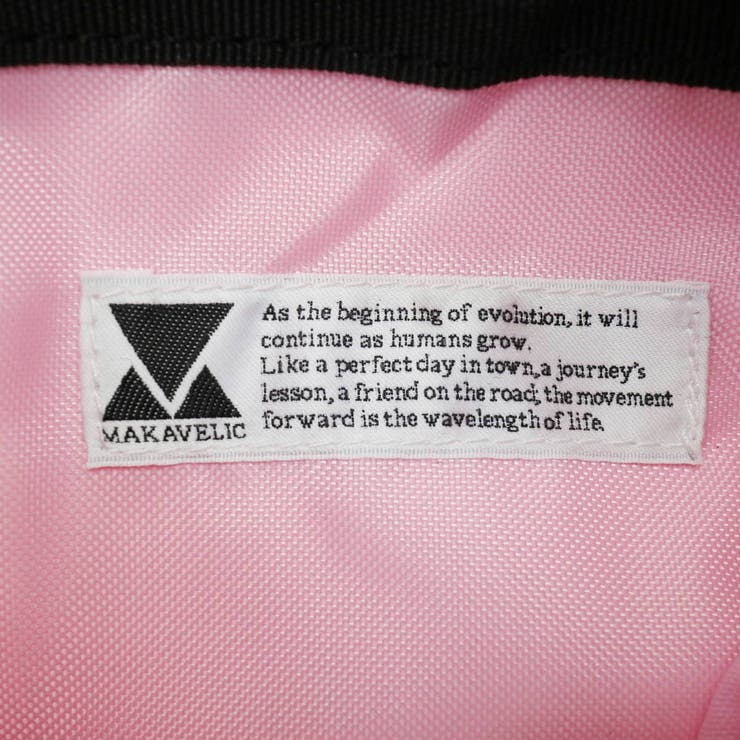 As the beginning of evolution, it will
continue as humans grow.
Like a perfect day in town, a journey's
lesson, a friend on the road; the movement
forward is the wavelength of life.
MAKAVELIC